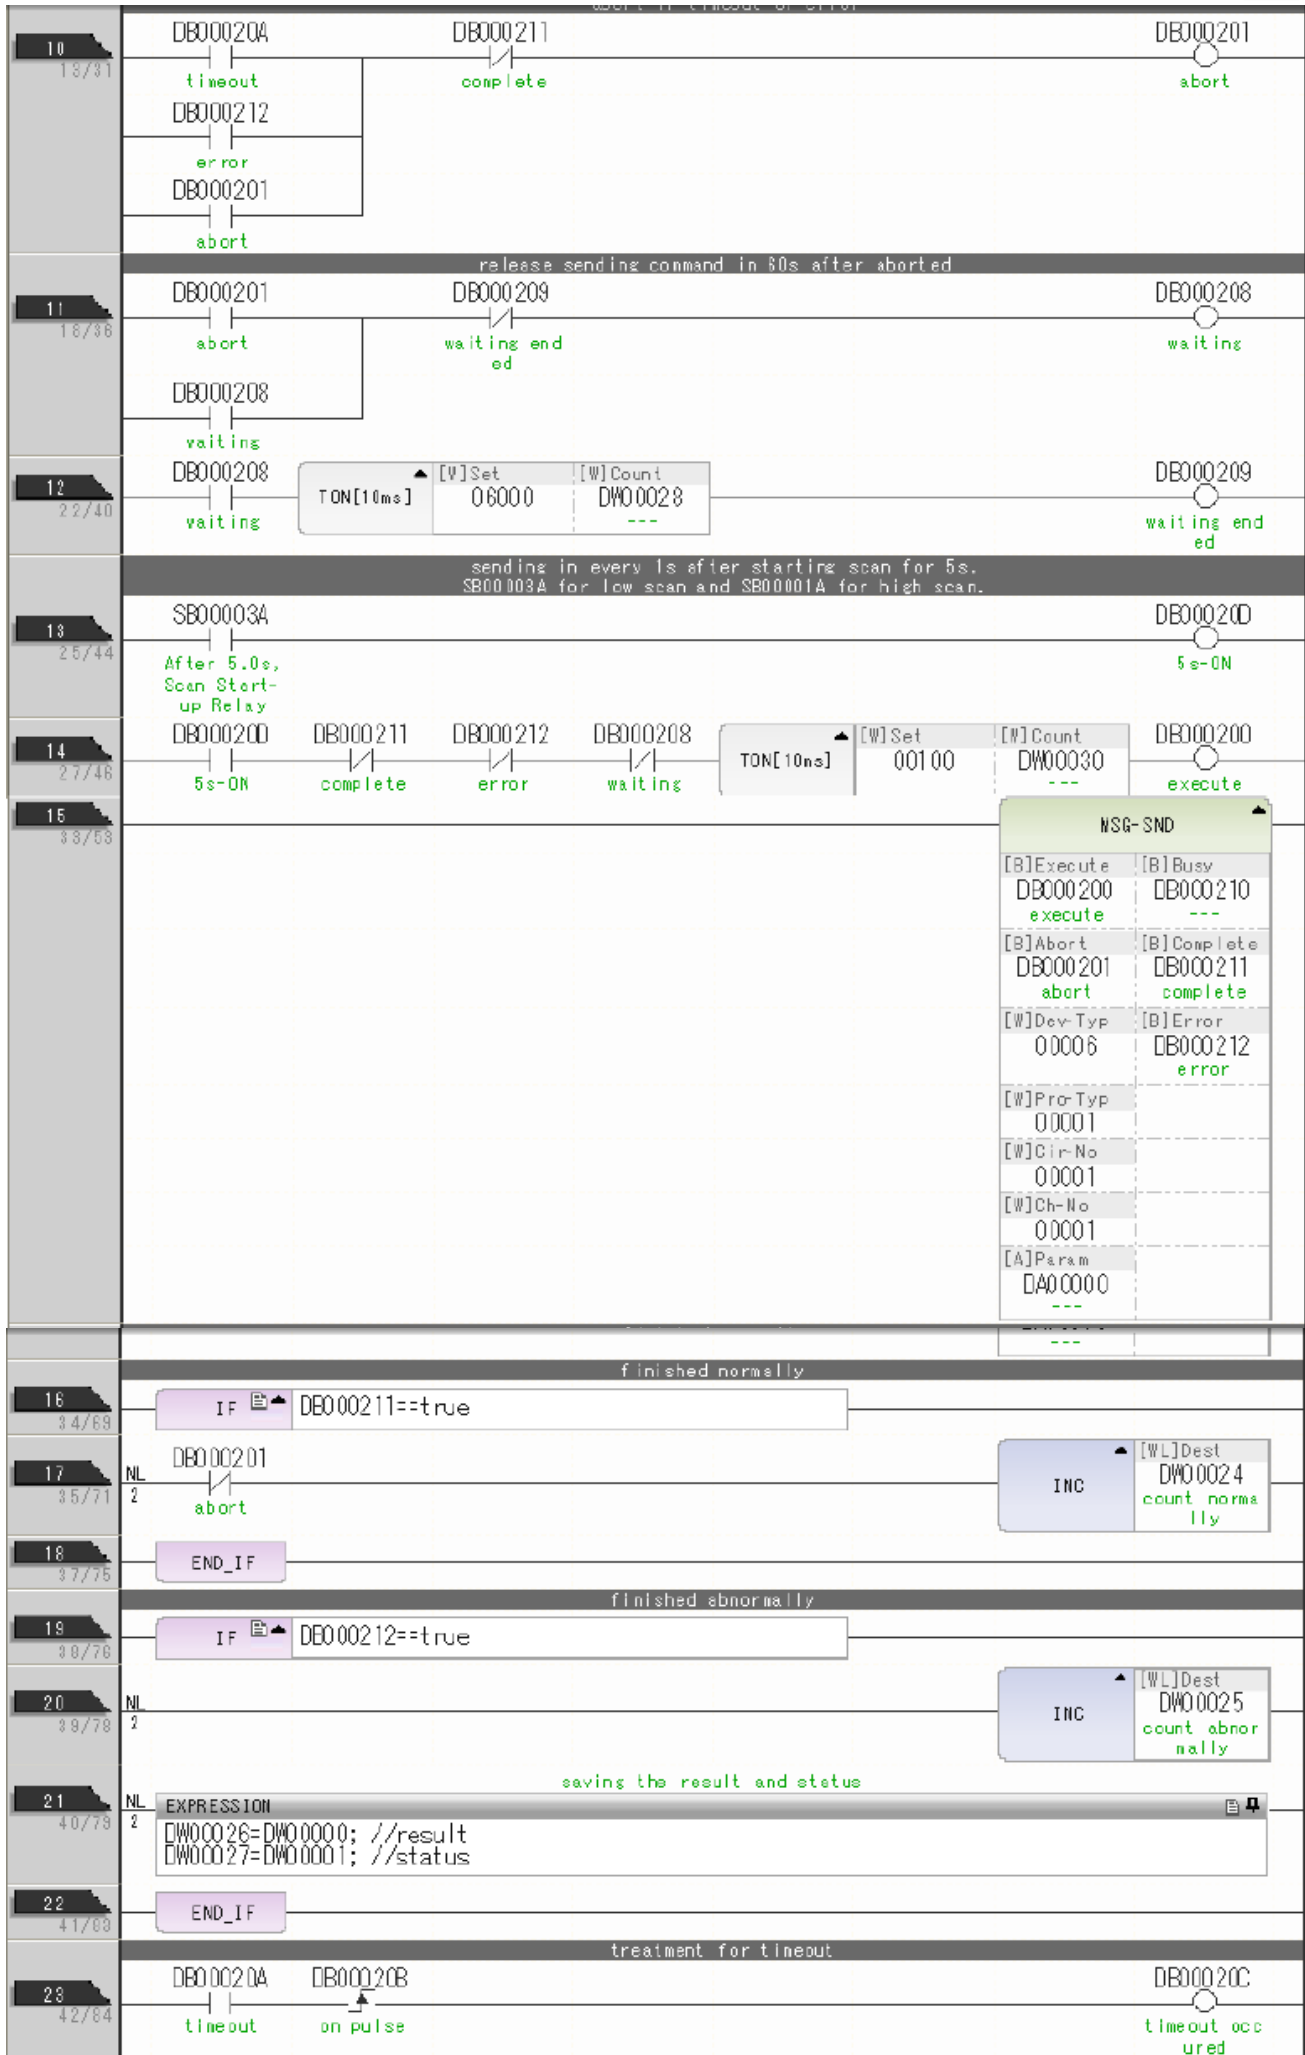 abort if timeout or error
10
13/31
DB00020A
DB000211
DB000201
timeout
complete
abort
DB000212
error
DB000201
abort
release sending command in 60s after aborted
11
18/36
DB000201
DB000209
DB000208
abort
waiting end
ed
waiting
DB000208
waiting
12
22/40
DB000208
TON[10ms]
[W]Set
06000
[W]Count
DW00028
---
DB000209
waiting
waiting end
ed
sending in every 1s after starting scan for 5s.
SB00003A for low scan and SB00001A for high scan.
13
25/44
SB00003A
DB00020D
After 5.0s,
Scan Start-
up Relay
5s-ON
14
27/46
DB00020D
DB000211
DB000212
DB000208
TON[10ms]
[W]Set
00100
[W]Count
DW00030
---
DB000200
5s-ON
complete
error
waiting
execute
15
33/53
MSG-SND
[B]Execute
[B]Busy
DB000200
DB000210
execute
---
[B]Abort
[B]Complete
DB000201
DB000211
abort
complete
[W]Dev-Typ
[B]Error
00006
DB000212
error
[W]Pro-Typ
00001
[W]Cir-No
00001
[W]Ch-No
00001
[A]Param
DA00000
---
---
finished normally
16
34/69
IF
DB000211==true
17
35/71
NL
2
DB000201
abort
INC
[WL]Dest
DW00024
count norma
lly
18
37/75
END_IF
finished abnormally
19
38/76
IF
DB000212==true
20
39/78
NL
2
INC
[WL]Dest
DW00025
count abnor
mally
saving the result and status
21
40/79
NL
2
EXPRESSION
DW00026=DW00000; //result
DW00027=DW00001; //status
22
41/83
END_IF
treatment for timeout
23
42/84
DB00020A
DB00020B
DB00020C
timeout
on pulse
timeout occ
ured